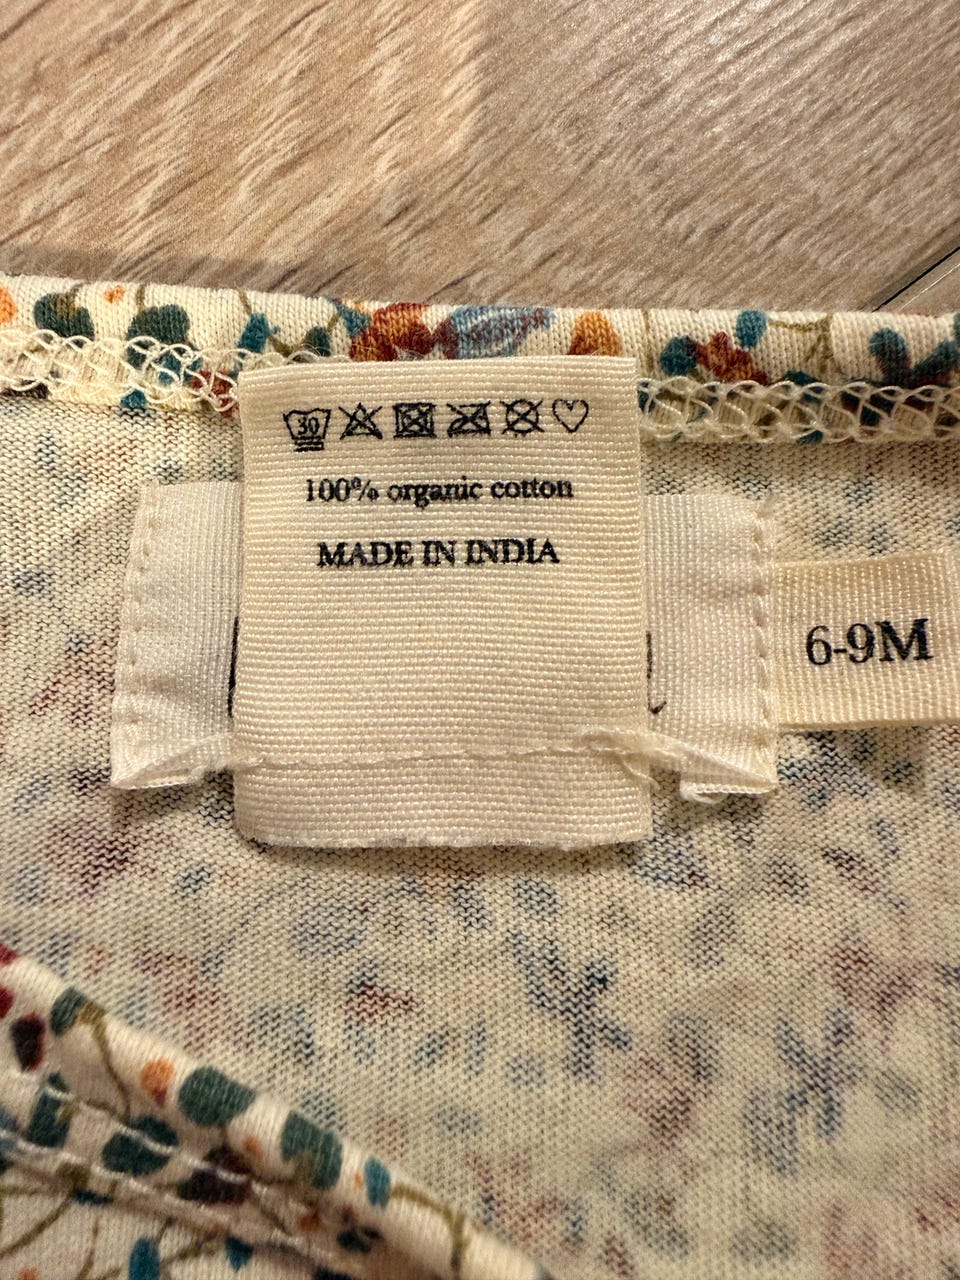 30
100% organic cotton
MADE IN INDIA
6-9M